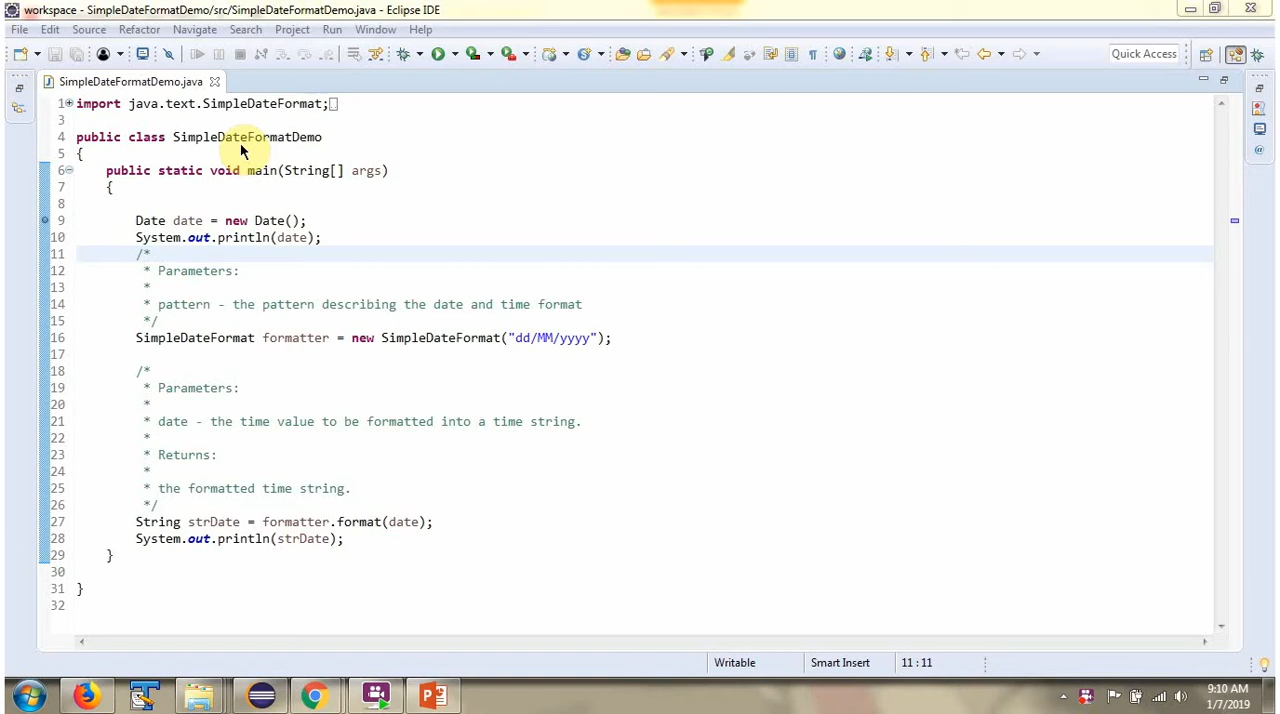 workspace - SimpleDateFormatDemo/src/SimpleDateFormatDemo.java - Eclipse IDE
File Edit Source Refactor Navigate Search Project Run Window Help
Quick Access
SimpleDateFormatDemo.java
1 import java.text.SimpleDateFormat;
3
4 public class SimpleDateFormatDemo
5 {
6 public static void main(String[] args)
7 {
8
9 Date date = new Date();
10 System.out.println(date);
11 /*
12 * Parameters:
13 *
14 * pattern - the pattern describing the date and time format
15 */
16 SimpleDateFormat formatter = new SimpleDateFormat("dd/MM/yyyy");
17
18 /*
19 * Parameters:
20 *
21 * date - the time value to be formatted into a time string.
22 *
23 * Returns:
24 *
25 * the formatted time string.
26 */
27 String strDate = formatter.format(date);
28 System.out.println(strDate);
29 }
30
31 }
32
Writable Smart Insert 11 : 11
9:10 AM
1/7/2019